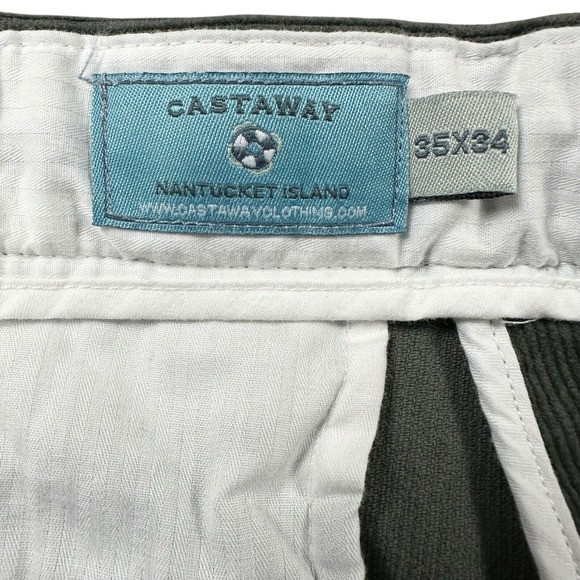 CASTAWAY
NANTUCKET ISLAND
WWW.CASTAWAYCLOTHING.COM
35X34